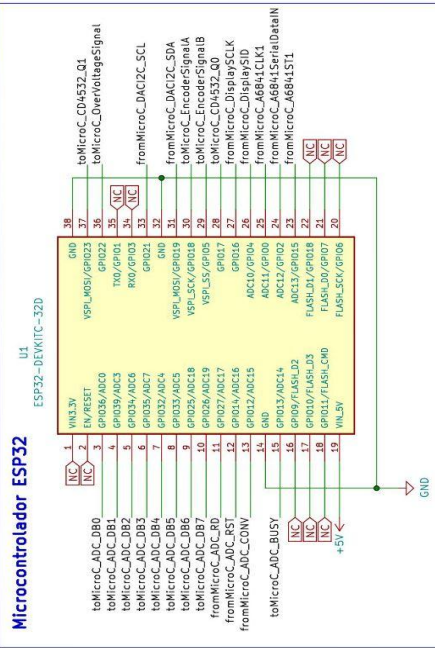 Microcontrolador ESP32
U1
ESP32-DEVKITC-32D
NC 1 VIN3.3V GND 38
NC 2 EN/RESET VSPI_MOSI/GPIO23 37 toMicroC_CD4532_Q1
toMicroC_ADC_DB0 3 GPIO36/ADC0 GPIO22 36 toMicroC_OverVoltageSignal
toMicroC_ADC_DB1 4 GPIO39/ADC3 TX0/GPIO1 35 NC
toMicroC_ADC_DB2 5 GPIO34/ADC6 RX0/GPIO3 34 NC
toMicroC_ADC_DB3 6 GPIO35/ADC7 GPIO21 33 fromMicroC_DACI2C_SCL
toMicroC_ADC_DB4 7 GPIO32/ADC4 GND 32
toMicroC_ADC_DB5 8 GPIO33/ADC5 VSPI_MOSI/GPIO19 31 fromMicroC_DACI2C_SDA
toMicroC_ADC_DB6 9 GPIO25/ADC18 VSPI_SCK/GPIO18 30 toMicroC_EncoderSignalA
toMicroC_ADC_DB7 10 GPIO26/ADC19 VSPI_SS/GPIO5 29 toMicroC_EncoderSignalB
fromMicroC_ADC_RD 11 GPIO27/ADC17 GPIO17 28 toMicroC_CD4532_Q0
fromMicroC_ADC_RST 12 GPIO14/ADC16 GPIO16 27 fromMicroC_DisplaySCLK
fromMicroC_ADC_CONV 13 GPIO12/ADC15 ADC10/GPIO4 26 fromMicroC_DisplaySID
14 GND ADC11/GPIO0 25 fromMicroC_A6841CLK1
toMicroC_ADC_BUSY 15 GPIO13/ADC14 ADC12/GPIO2 24 fromMicroC_A6841SerialDataIN
NC 16 GPIO9/FLASH_D2 ADC13/GPIO15 23 fromMicroC_A6841ST1
NC 17 GPIO10/FLASH_D3 FLASH_D1/GPIO18 22 NC
NC 18 GPIO11/FLASH_CMD FLASH_D0/GPIO7 21 NC
+5V 19 VIN_5V FLASH_SCK/GPIO6 20 NC
GND